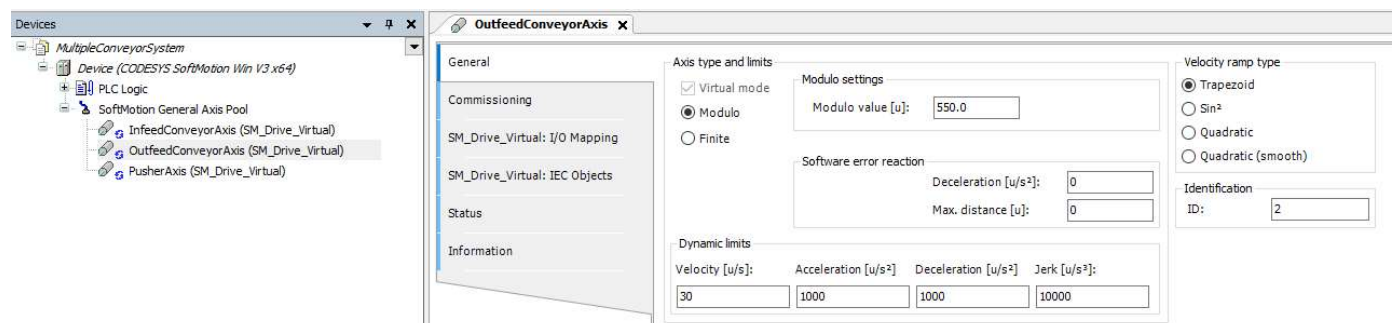 Devices
MultipleConveyorSystem
Device (CODESYS SoftMotion Win V3 x64)
PLC Logic
SoftMotion General Axis Pool
InfeedConveyorAxis (SM_Drive_Virtual)
OutfeedConveyorAxis (SM_Drive_Virtual)
PusherAxis (SM_Drive_Virtual)
OutfeedConveyorAxis
General
Commissioning
SM_Drive_Virtual: I/O Mapping
SM_Drive_Virtual: IEC Objects
Status
Information
Axis type and limits
Virtual mode
Modulo
Finite
Modulo settings
Modulo value [u]: 550.0
Software error reaction
Deceleration [u/s²]: 0
Max. distance [u]: 0
Dynamic limits
Velocity [u/s]: Acceleration [u/s²] Deceleration [u/s²] Jerk [u/s³]:
30 1000 1000 10000
Velocity ramp type
Trapezoid
Sin²
Quadratic
Quadratic (smooth)
Identification
ID: 2